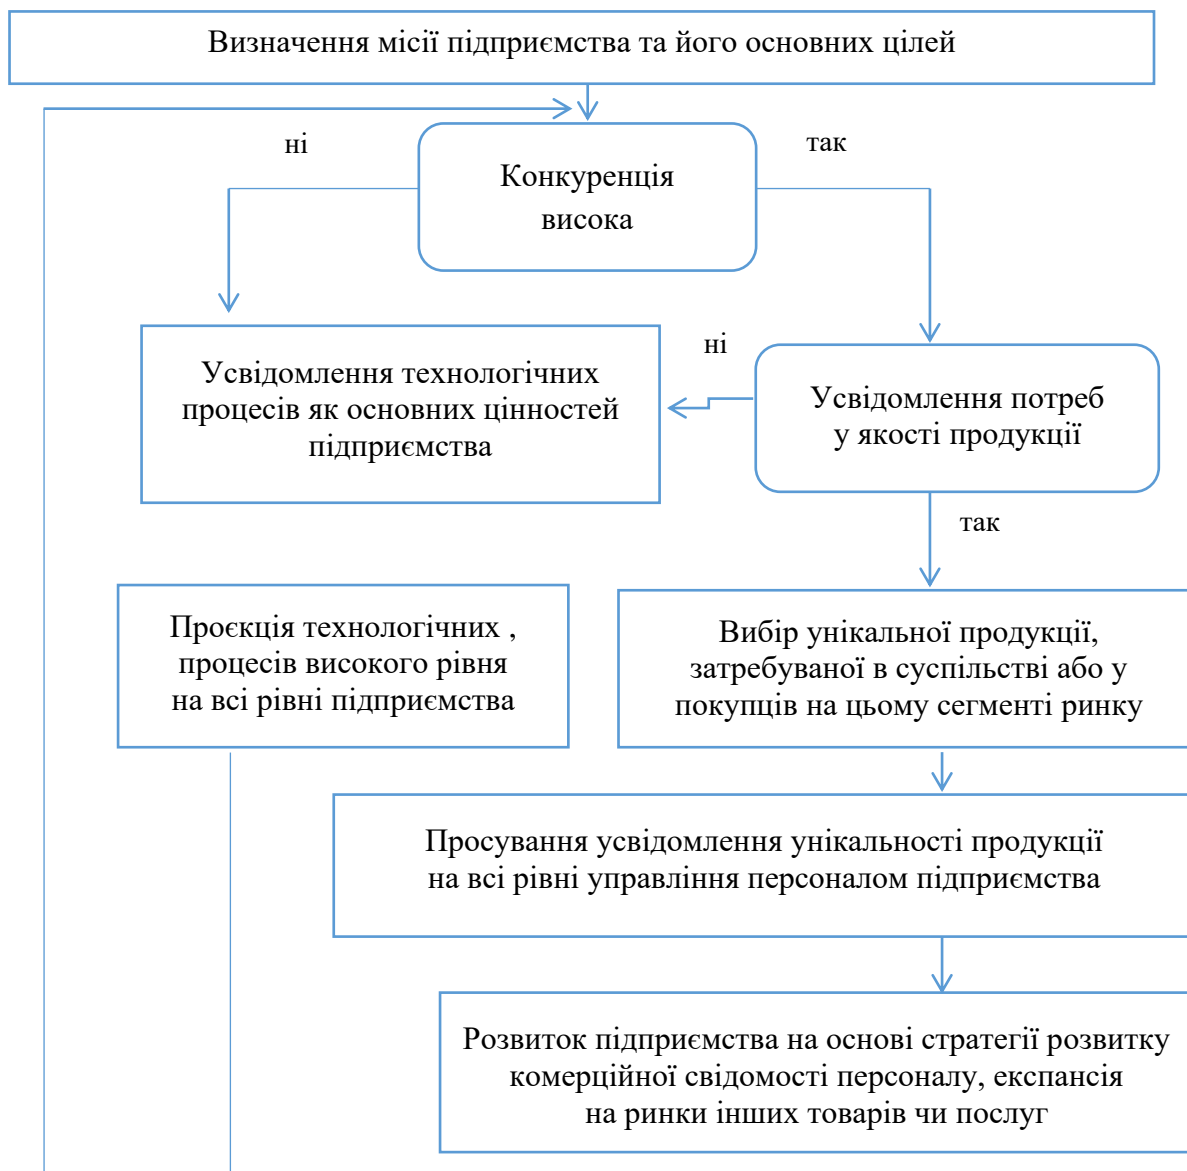 Визначення місії підприємства та його основних цілей
ні
так
Конкуренція
висока
Усвідомлення технологічних
процесів як основних цінностей
підприємства
ні
Усвідомлення потреб
у якості продукції
так
Проєкція технологічних ,
процесів високого рівня
на всі рівні підприємства
Вибір унікальної продукції,
затребуваної в суспільстві або у
покупців на цьому сегменті ринку
Просування усвідомлення унікальності продукції
на всі рівні управління персоналом підприємства
Розвиток підприємства на основі стратегії розвитку
комерційної свідомості персоналу, експансія
на ринки інших товарів чи послуг